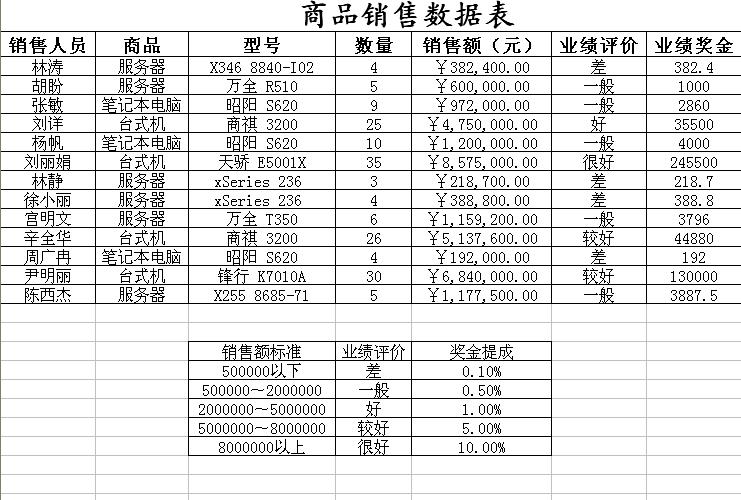 商品销售数据表
销售人员 商品 型号 数量 销售额（元） 业绩评价 业绩奖金
林涛 服务器 X346 8840-I02 4 ￥382,400.00 差 382.4
胡盼 服务器 万全 R510 5 ￥600,000.00 一般 1000
张敏 笔记本电脑 昭阳 S620 9 ￥972,000.00 一般 2860
刘详 台式机 商祺 3200 25 ￥4,750,000.00 好 35500
杨帆 笔记本电脑 昭阳 S620 10 ￥1,200,000.00 一般 4000
刘丽娟 台式机 天骄 E5001X 35 ￥8,575,000.00 很好 245500
林静 服务器 xSeries 236 3 ￥218,700.00 差 218.7
徐小丽 服务器 xSeries 236 4 ￥388,800.00 差 388.8
宫明文 服务器 万全 T350 6 ￥1,159,200.00 一般 3796
辛全华 台式机 商祺 3200 26 ￥5,137,600.00 较好 44880
周广冉 笔记本电脑 昭阳 S620 4 ￥192,000.00 差 192
尹明丽 台式机 锋行 K7010A 30 ￥6,840,000.00 较好 130000
陈西杰 服务器 X255 8685-71 5 ￥1,177,500.00 一般 3887.5
销售额标准 业绩评价 奖金提成
500000以下 差 0.10%
500000～2000000 一般 0.50%
2000000～5000000 好 1.00%
5000000～8000000 较好 5.00%
8000000以上 很好 10.00%